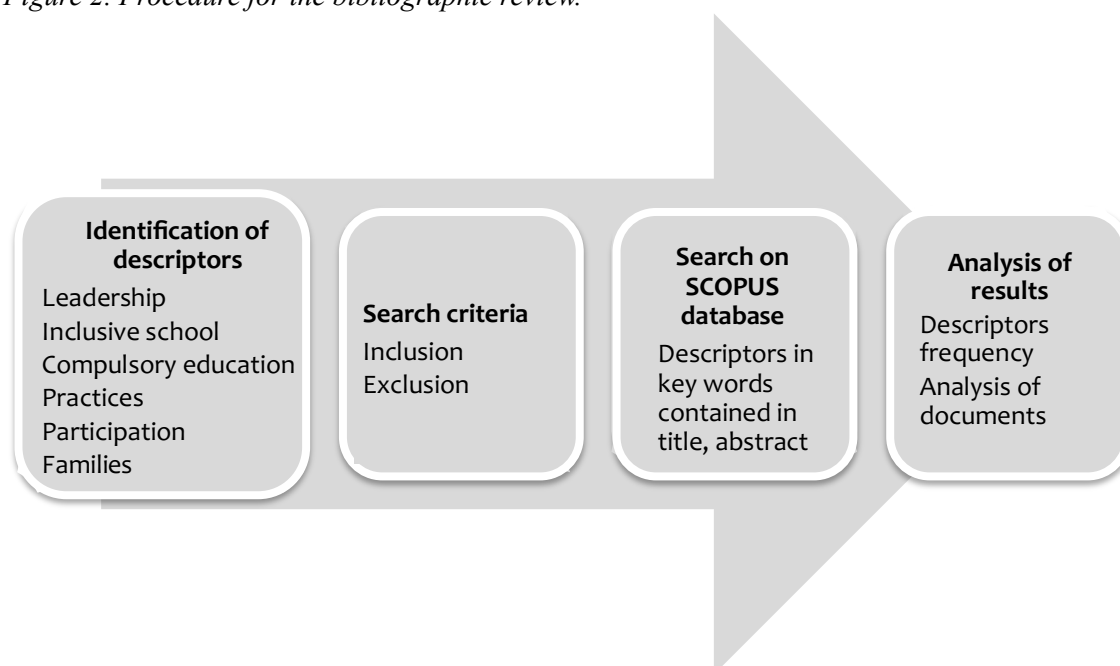 Figure 2. Procedure for the bibliographic review.
Identification of
descriptors
Leadership
Inclusive school
Compulsory education
Practices
Participation
Families
Search criteria
Inclusion
Exclusion
Search on
SCOPUS
database
Descriptors in
key words
contained in
title, abstract
Analysis of
results
Descriptors
frequency
Analysis of
documents